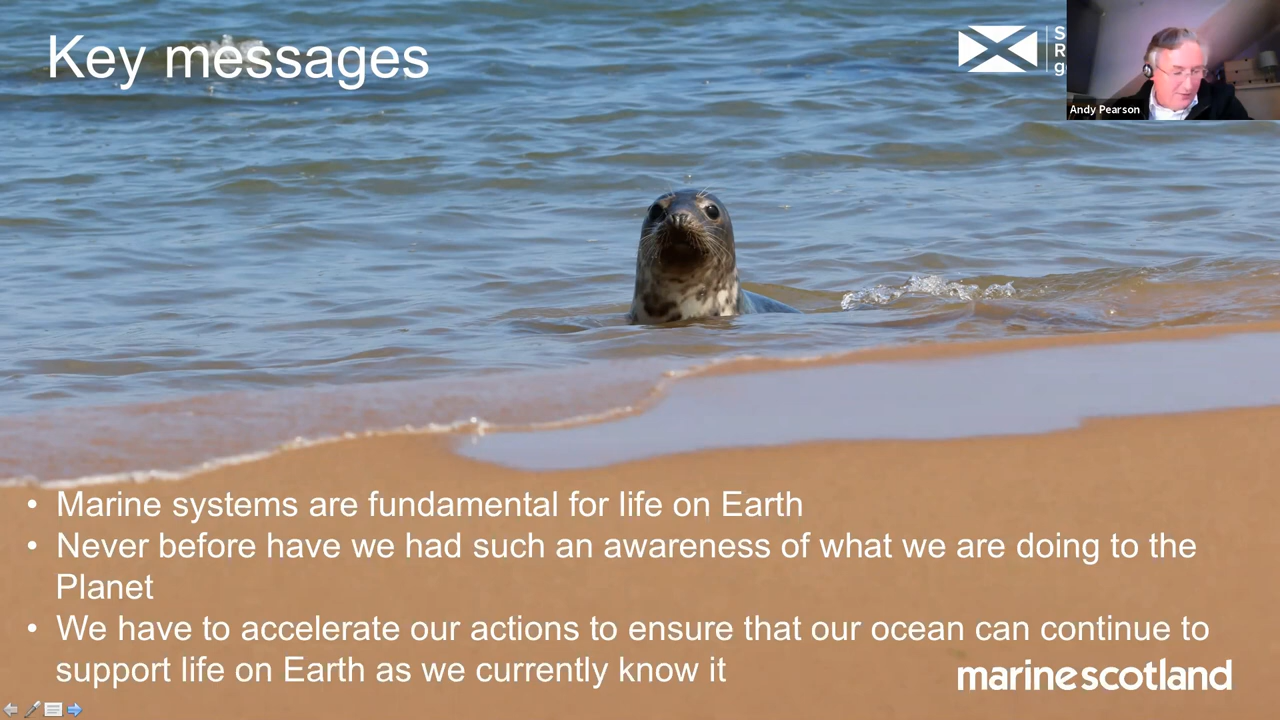 Key messages
Andy Pearson
• Marine systems are fundamental for life on Earth
• Never before have we had such an awareness of what we are doing to the
Planet
• We have to accelerate our actions to ensure that our ocean can continue to
support life on Earth as we currently know it
marinescotland